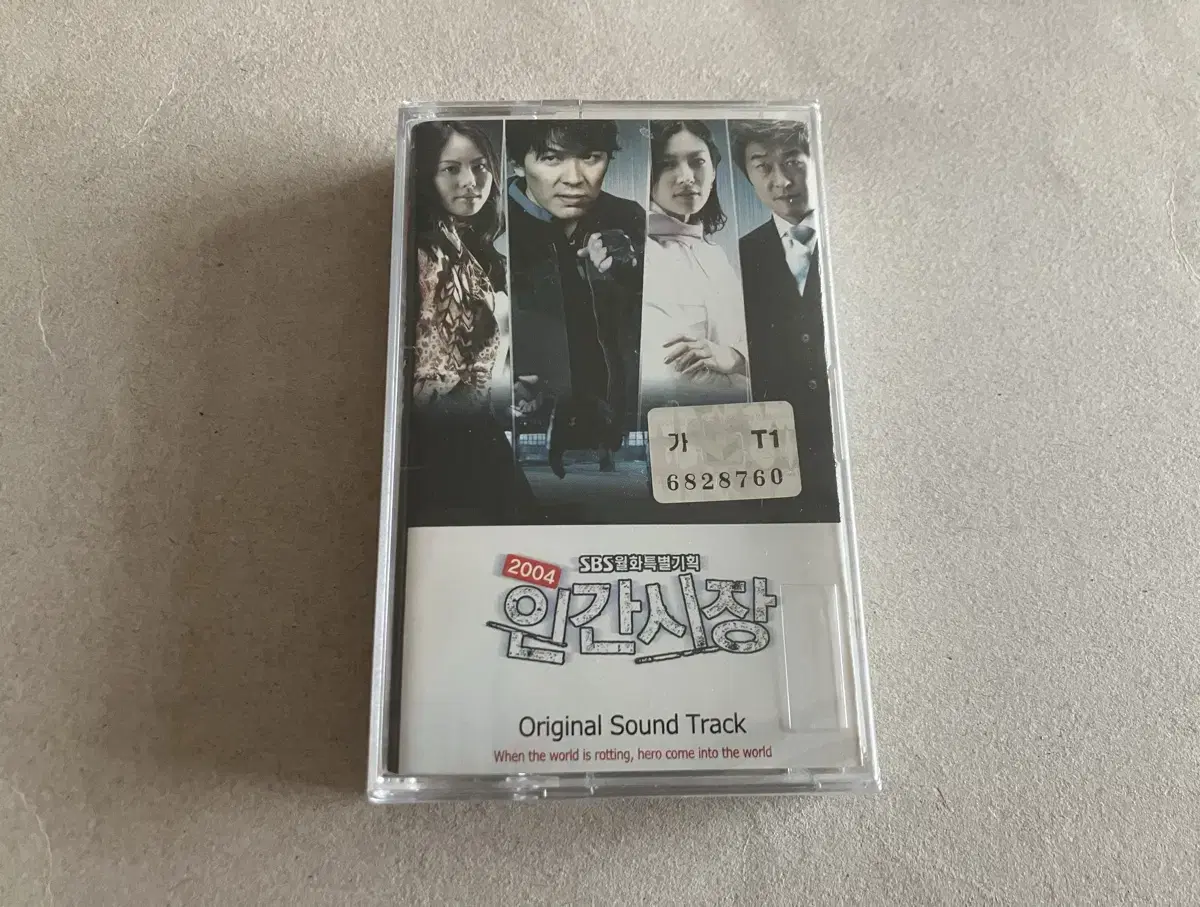 가 T1
6828760
SBS월화특별기획
2004
인간시장
Original Sound Track
When the world is rotting, hero come into the world